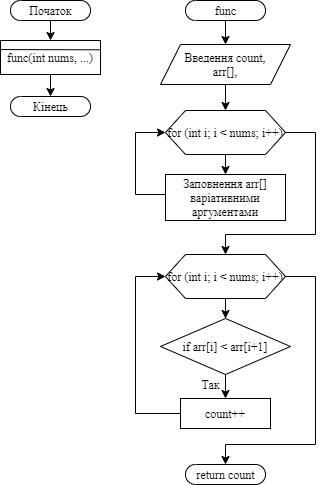 Початок
func(int nums, ...)
Кінець
func
Введення count,
arr[],
for (int i; i < nums; i++)
Заповнення arr[]
варіативними
аргументами
for (int i; i < nums; i++)
if arr[i] < arr[i+1]
Так
count++
return count